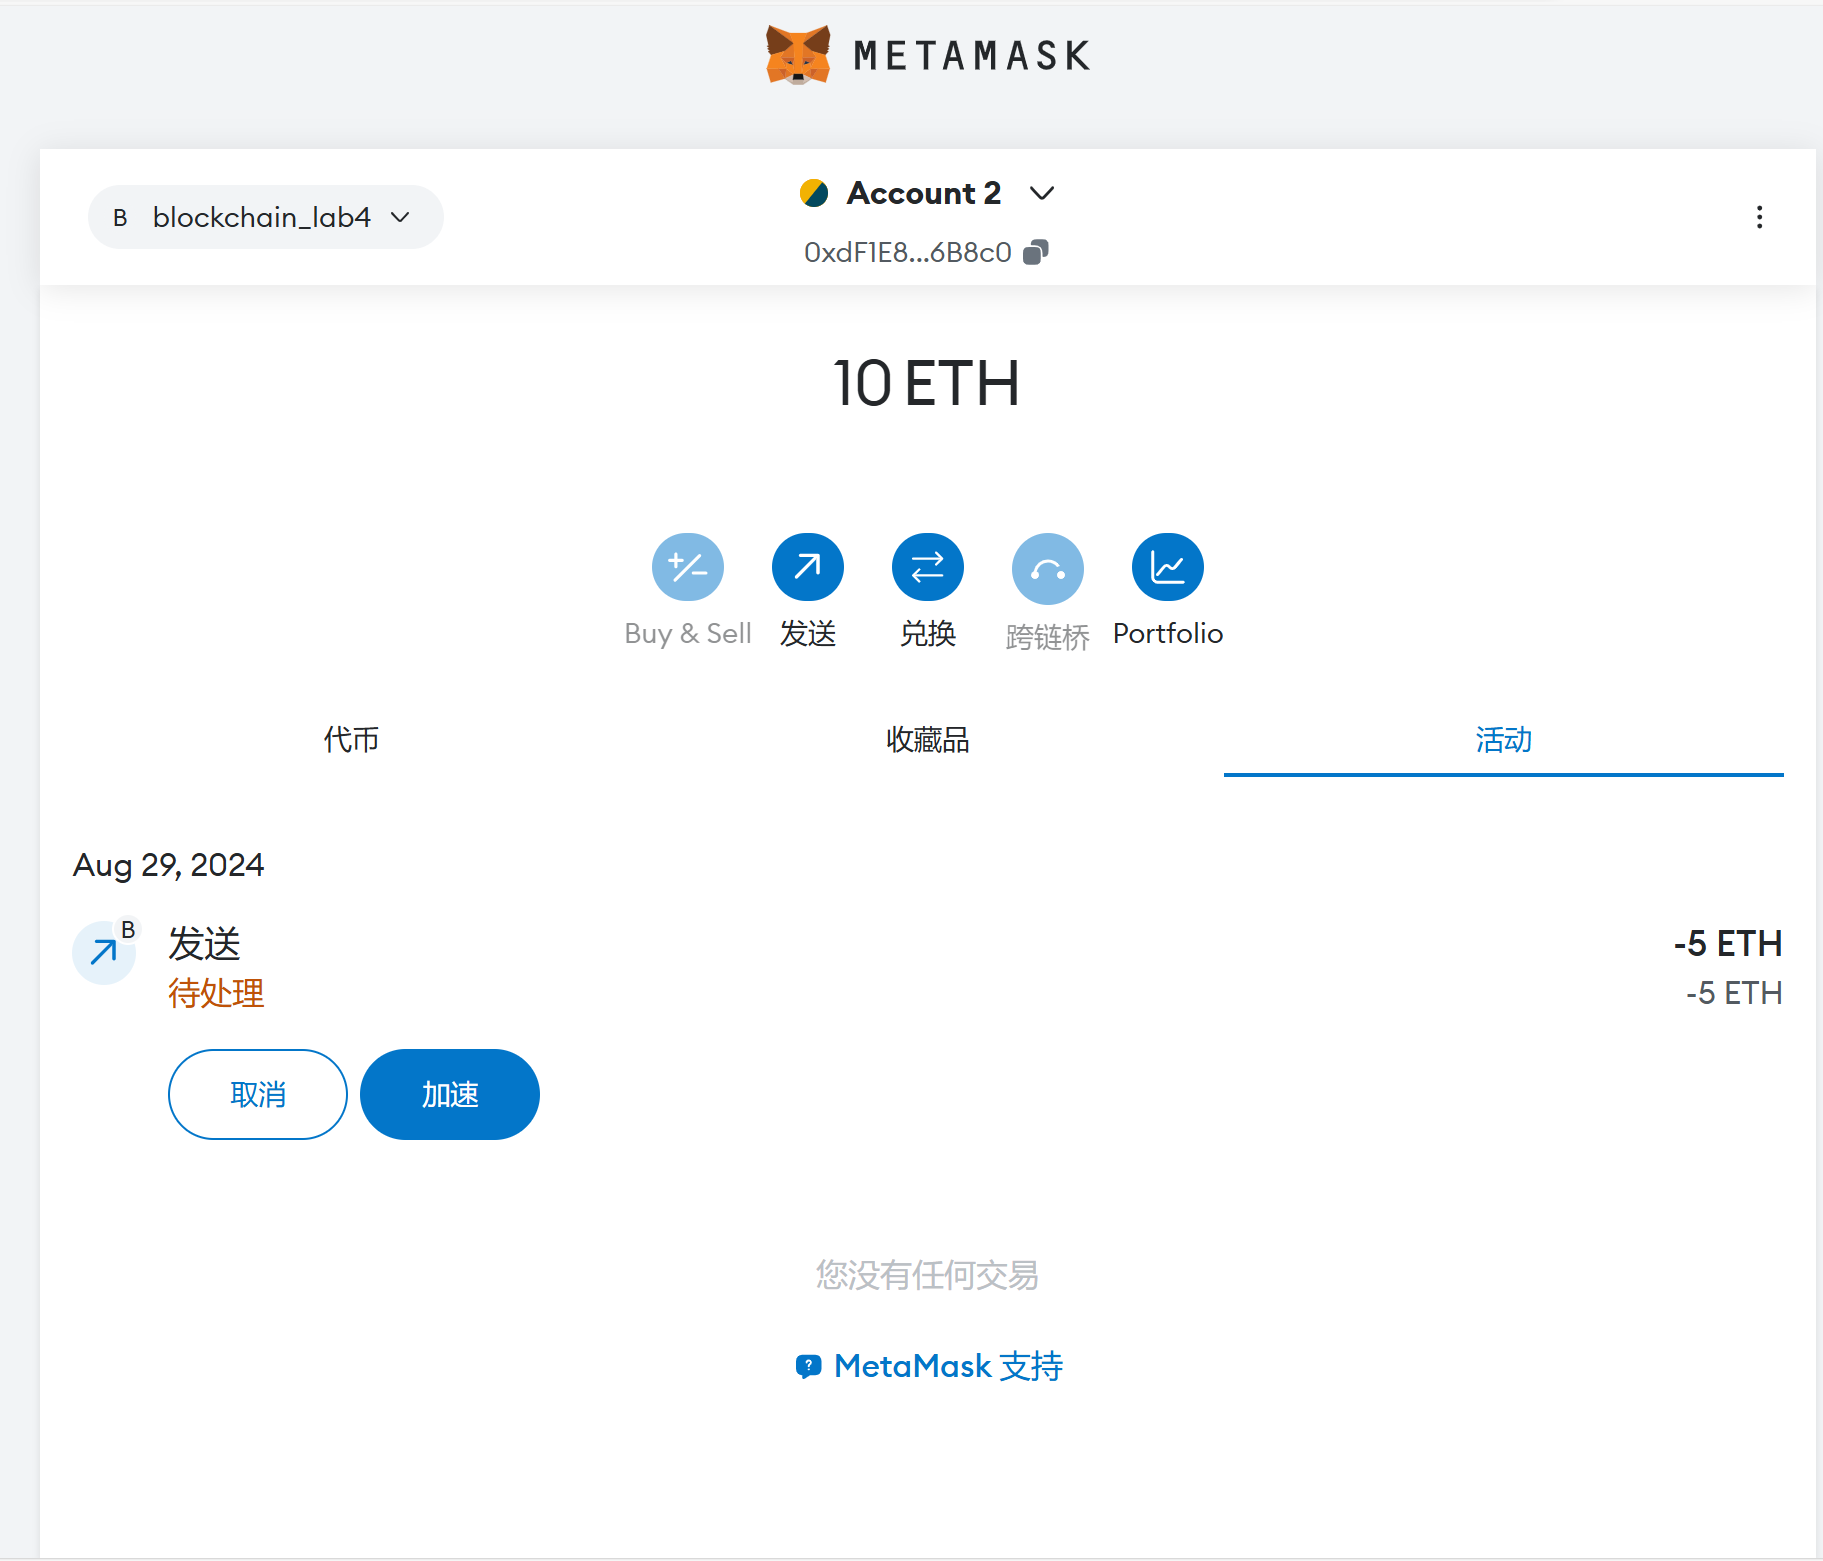 METAMASK
B blockchain_lab4
Account 2
0xdF1E8...6B8c0
10 ETH
Buy & Sell 发送 兑换 跨链桥 Portfolio
代币 收藏品 活动
Aug 29, 2024
B
发送 -5 ETH
待处理 -5 ETH
取消 加速
您没有任何交易
MetaMask 支持